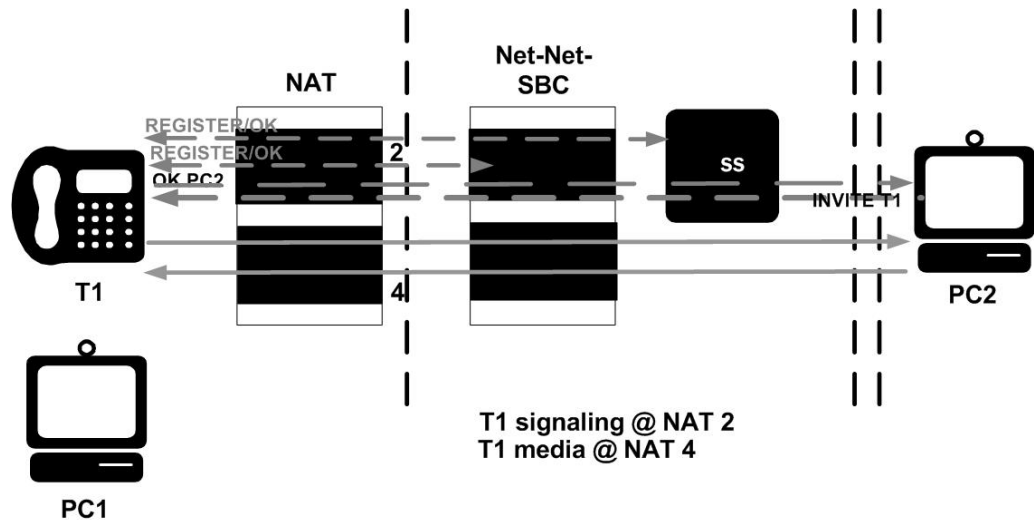 NAT
Net-Net-
SBC
REGISTER/OK
REGISTER/OK
2
OK PC2
SS
INVITE T1
T1
4
PC2
T1 signaling @ NAT 2
T1 media @ NAT 4
PC1